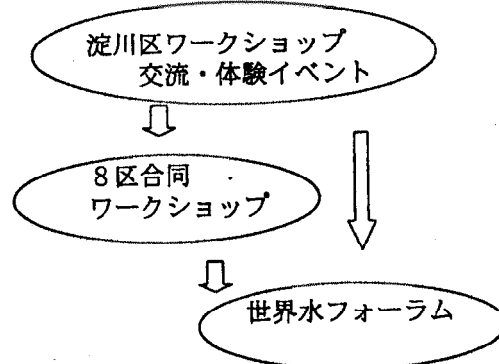 淀川区ワークショップ
交流・体験イベント
８区合同
ワークショップ
世界水フォーラム